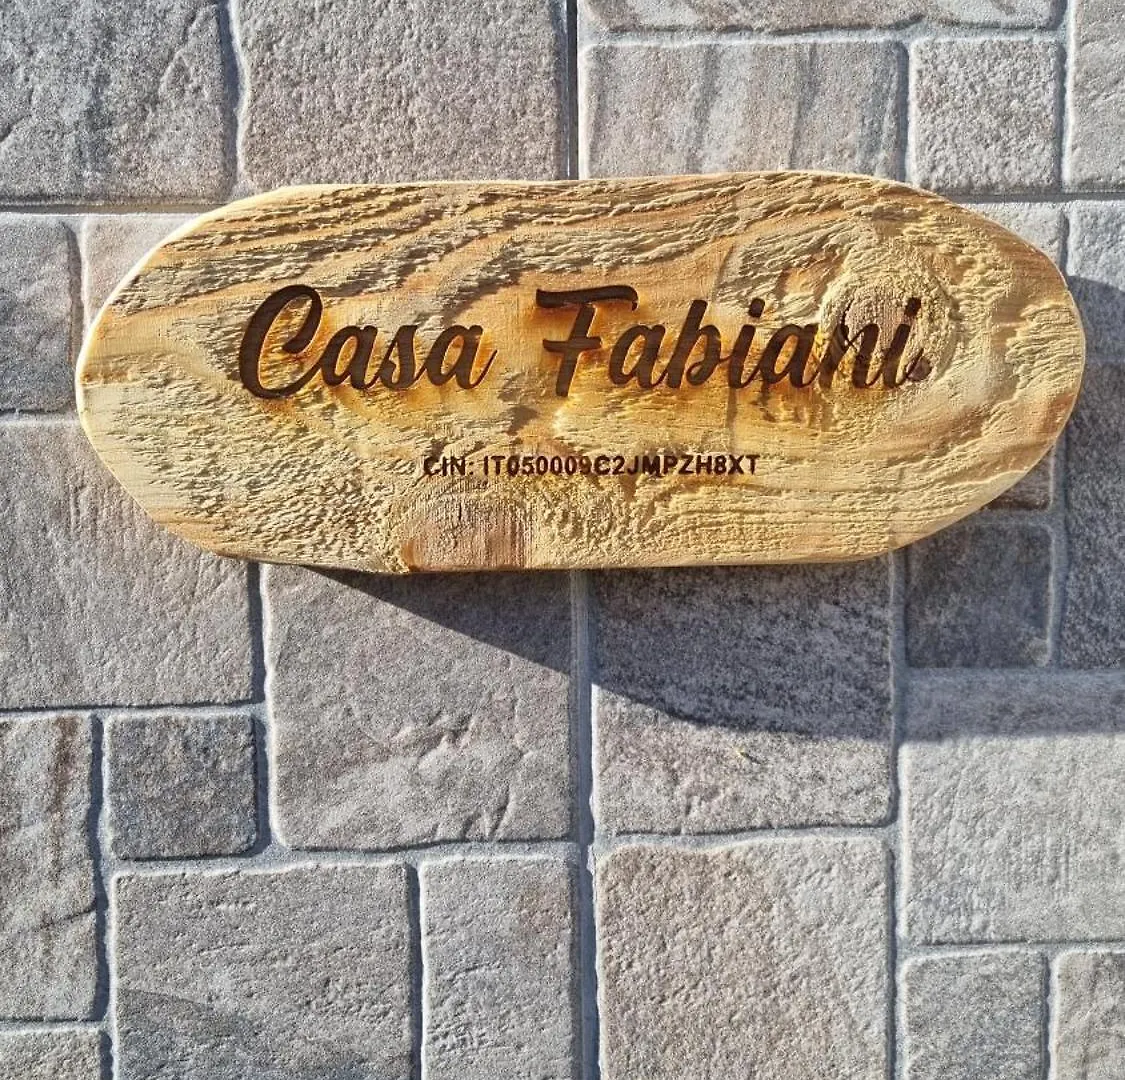 Casa Fabiani
CIN: IT050009C2JMPZH8XT